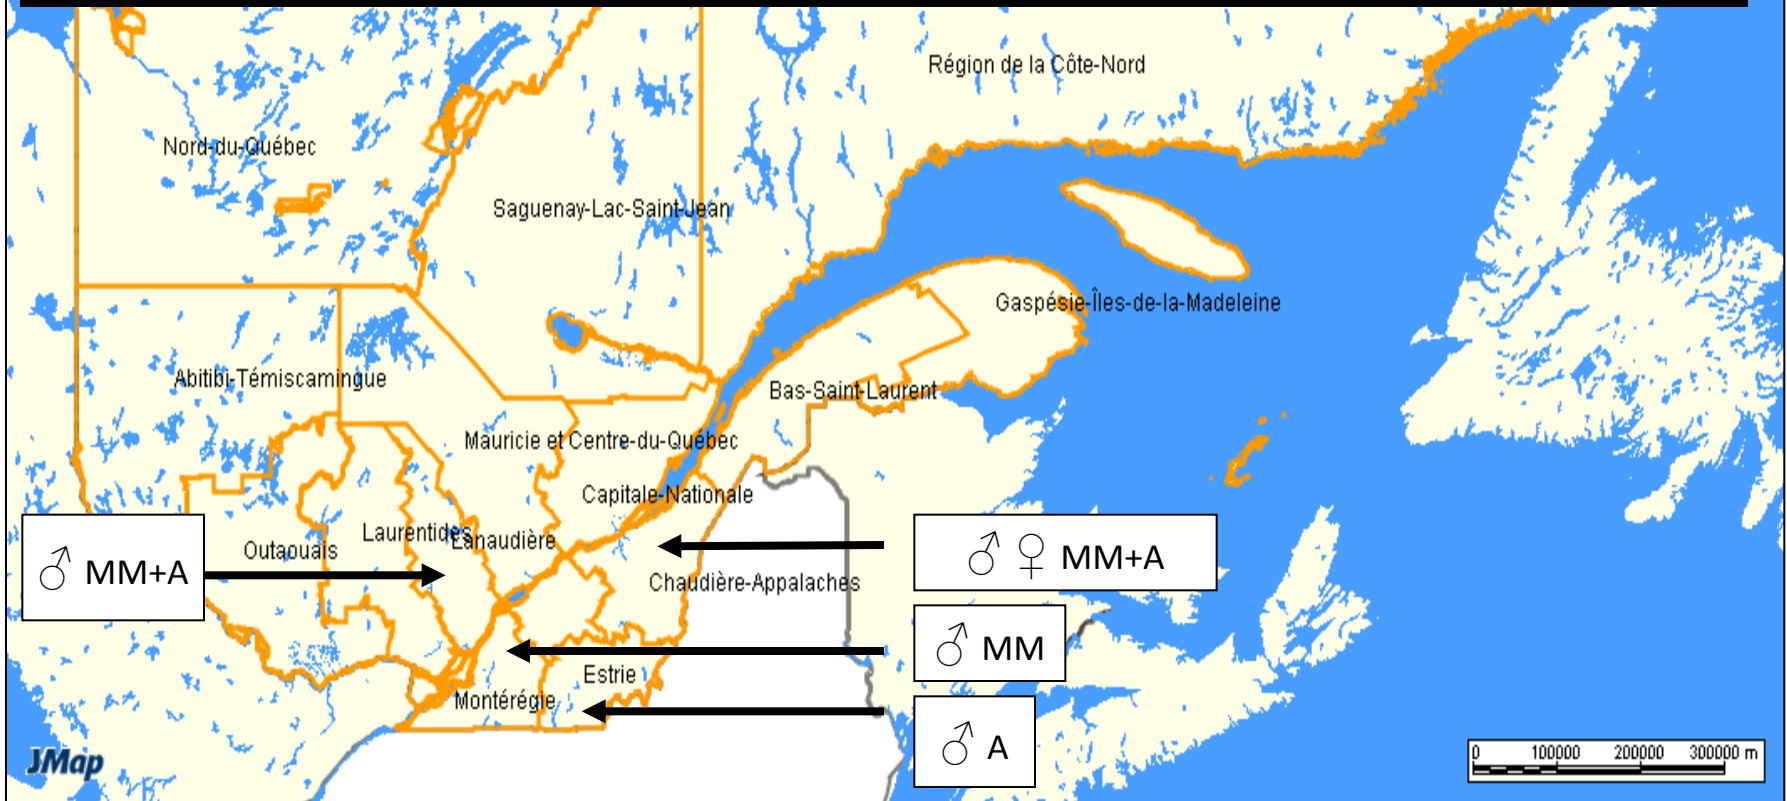 Région de la Côte-Nord
Nord-du-Québec
Saguenay-Lac-Saint-Jean
Gaspésie-Îles-de-la-Madeleine
Abitibi-Témiscamingue
Bas-Saint-Laurent
Mauricie et Centre-du-Québec
Capitale-Nationale
Laurentides
Lanaudière
Outaouais
♂ MM+A
♂ ♀ MM+A
Chaudière-Appalaches
♂ MM
Estrie
Montérégie
♂ A
JMap
0 100000 200000 300000 m